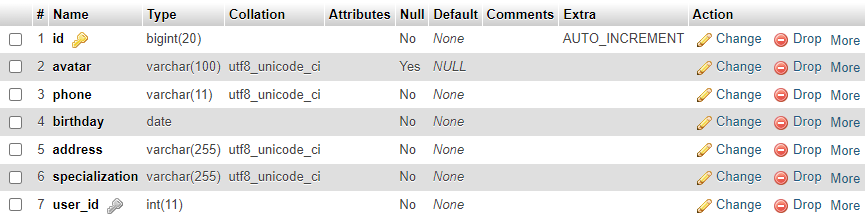 # Name Type Collation Attributes Null Default Comments Extra Action
1 id bigint(20) No None AUTO_INCREMENT Change Drop More
2 avatar varchar(100) utf8_unicode_ci Yes NULL Change Drop More
3 phone varchar(11) utf8_unicode_ci No None Change Drop More
4 birthday date No None Change Drop More
5 address varchar(255) utf8_unicode_ci No None Change Drop More
6 specialization varchar(255) utf8_unicode_ci No None Change Drop More
7 user_id int(11) No None Change Drop More